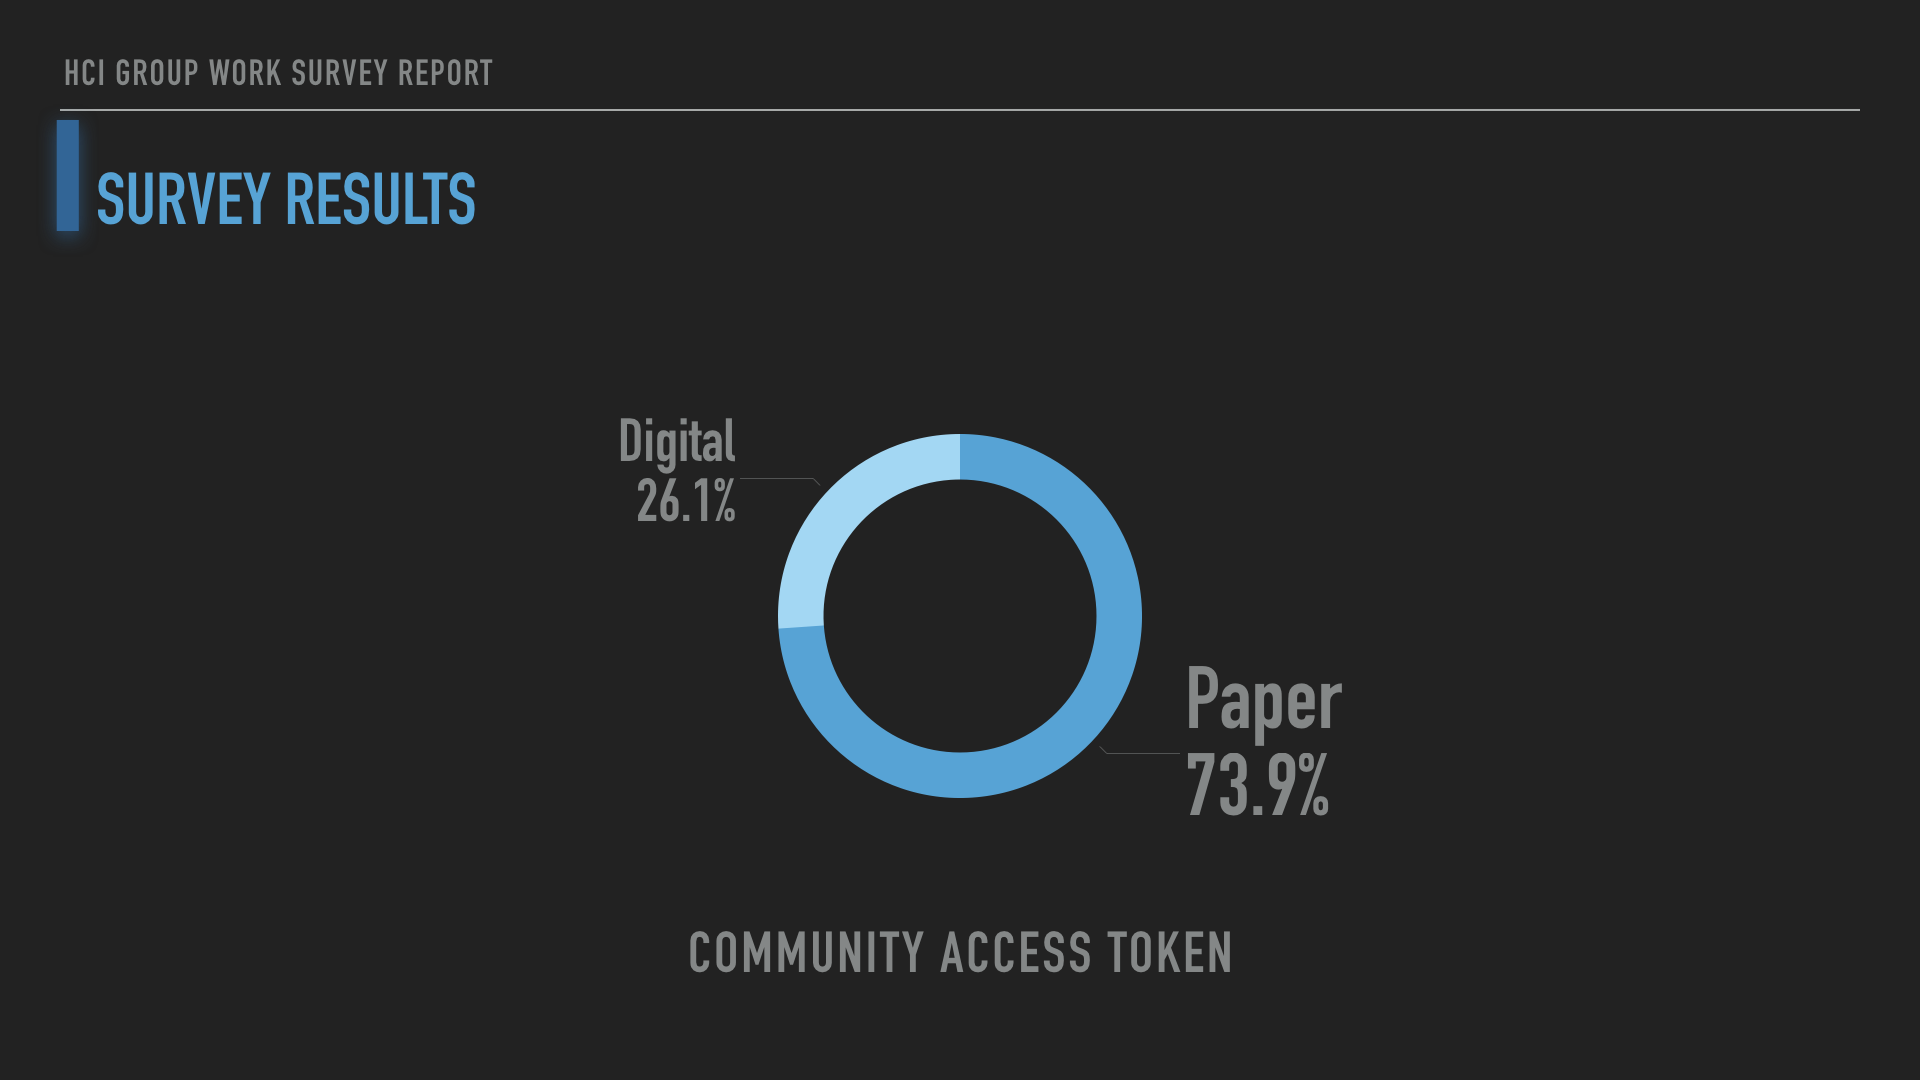 HCI GROUP WORK SURVEY REPORT
SURVEY RESULTS
Digital
26.1%
Paper
73.9%
COMMUNITY ACCESS TOKEN